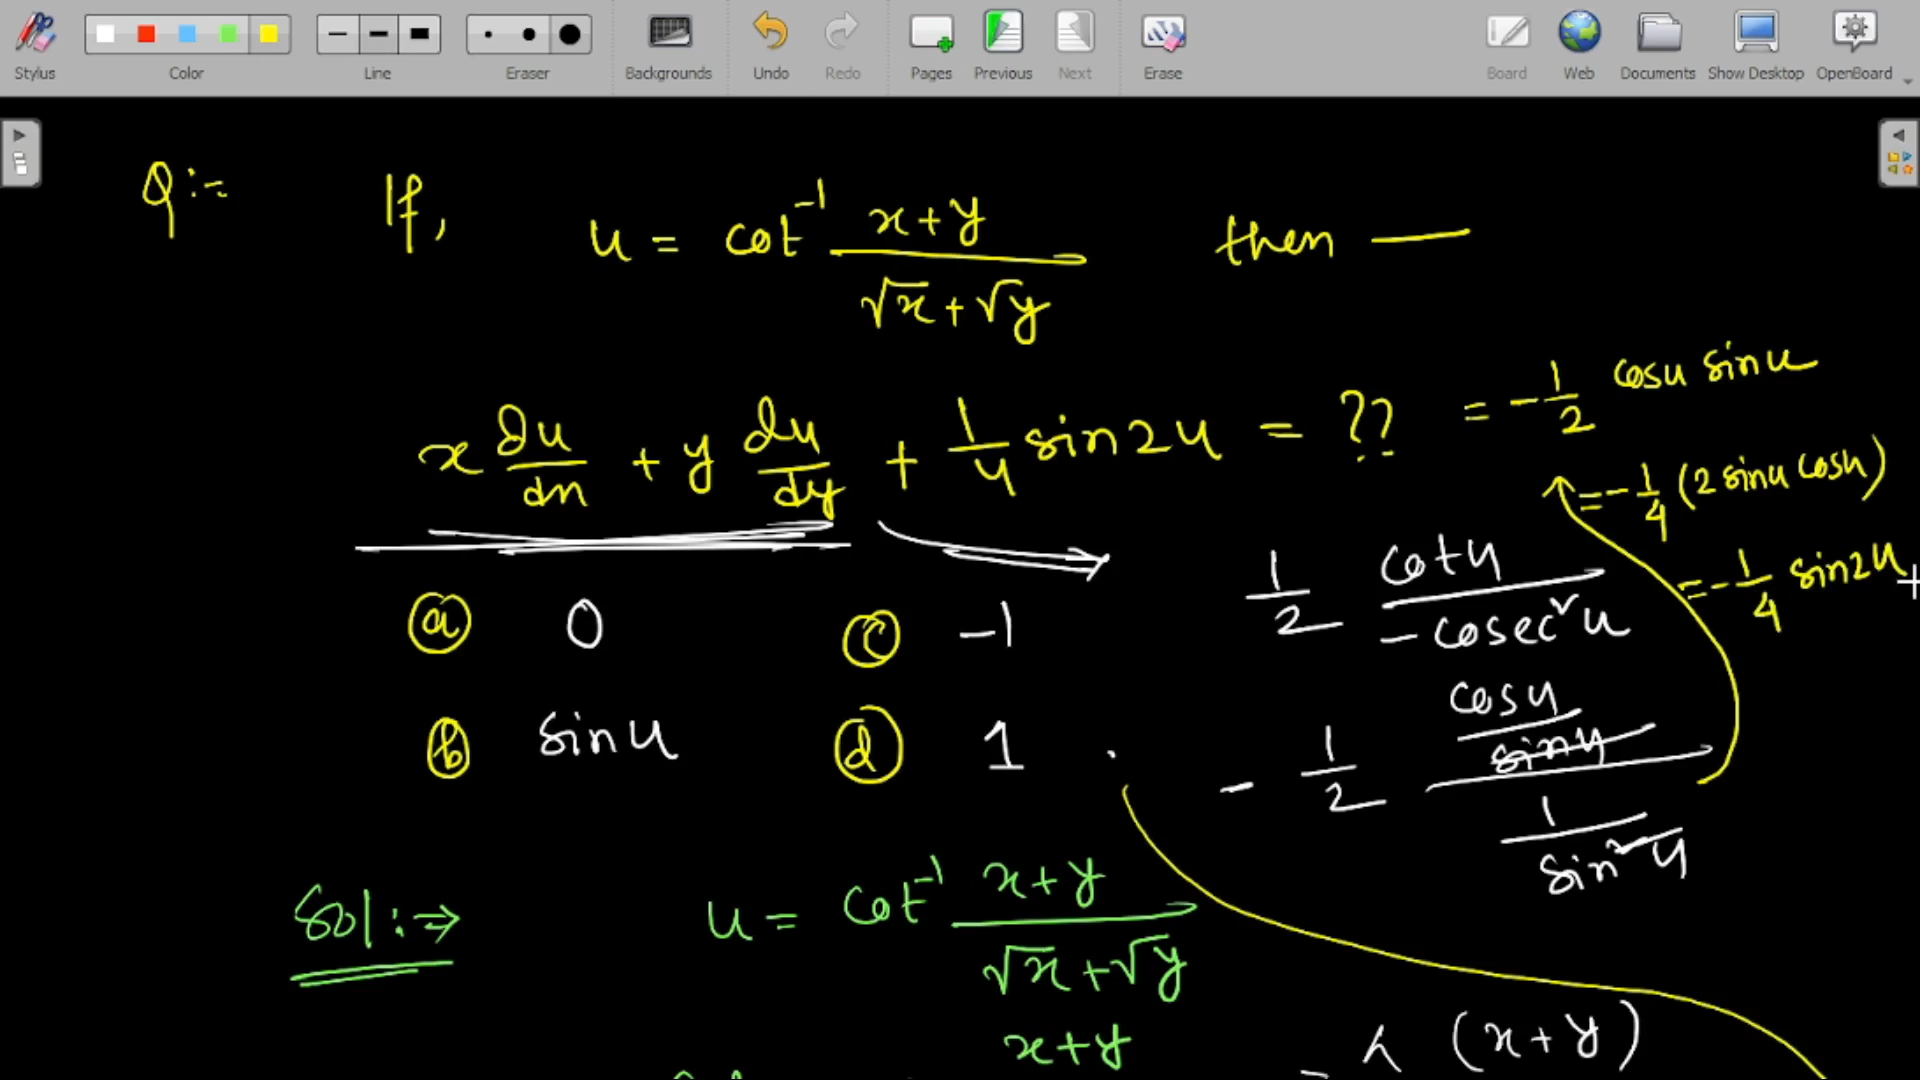 Stylus Color Line Eraser Backgrounds Undo Redo Pages Previous Next Erase Board Web Documents Show Desktop OpenBoard
Q:- If, u = cot⁻¹ (x+y)/(√x+√y) then —
x ∂u/∂x + y ∂u/∂y + 1/4 sin2u = ?? = -1/2 cosu sinu
= -1/4 (2 sinu cosu)
= -1/4 sin2u
1/2 cotu/(-cosec²u)
(a) 0 (c) -1
(b) sinu (d) 1 .
- 1/2 (cosu/sinu)/(1/sin²u)
Sol:→ u = cot⁻¹ (x+y)/(√x+√y)
x+y
= λ (x+y)